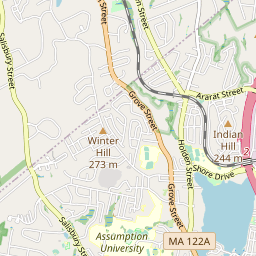 Salisbury Street
Grove Street
Ararat Street
Winter
Hill
273 m
Holden Street
Indian
Hill
244 m
Shore Drive
Grove Street
Salisbury Street
Assumption
University
MA 122A